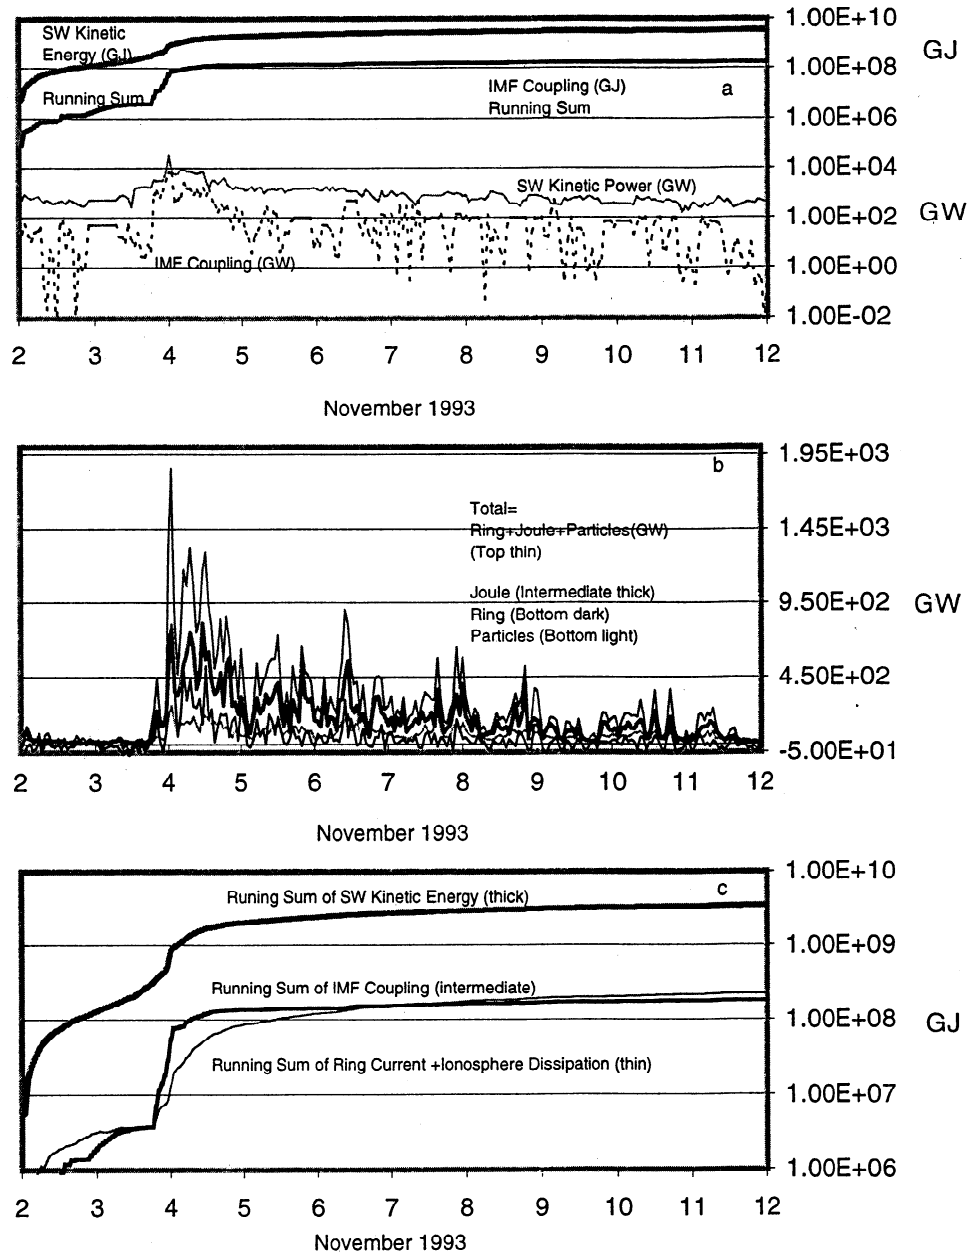 SW Kinetic
Energy (GJ)
Running Sum
IMF Coupling (GJ)
Running Sum
a
SW Kinetic Power (GW)
IMF Coupling (GW)
1.00E+10
1.00E+08
1.00E+06
1.00E+04
1.00E+02
1.00E+00
1.00E-02
GJ
GW
2 3 4 5 6 7 8 9 10 11 12
November 1993
b
Total=
Ring+Joule+Particles(GW)
(Top thin)
Joule (Intermediate thick)
Ring (Bottom dark)
Particles (Bottom light)
1.95E+03
1.45E+03
9.50E+02
4.50E+02
-5.00E+01
GW
2 3 4 5 6 7 8 9 10 11 12
November 1993
c
Runing Sum of SW Kinetic Energy (thick)
Running Sum of IMF Coupling (intermediate)
Running Sum of Ring Current +Ionosphere Dissipation (thin)
1.00E+10
1.00E+09
1.00E+08
1.00E+07
1.00E+06
GJ
2 3 4 5 6 7 8 9 10 11 12
November 1993